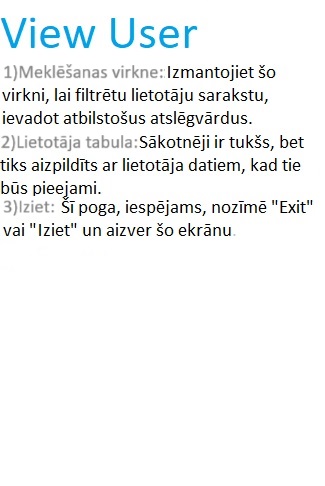 View User
1)Meklēšanas virkne: Izmantojiet šo
virkni, lai filtrētu lietotāju sarakstu,
ievadot atbilstošus atslēgvārdus.
2)Lietotāja tabula: Sākotnēji ir tukšs, bet
tiks aizpildīts ar lietotāja datiem, kad tie
būs pieejami.
3)Iziet: Šī poga, iespējams, nozīmē "Exit"
vai "Iziet" un aizver šo ekrānu.